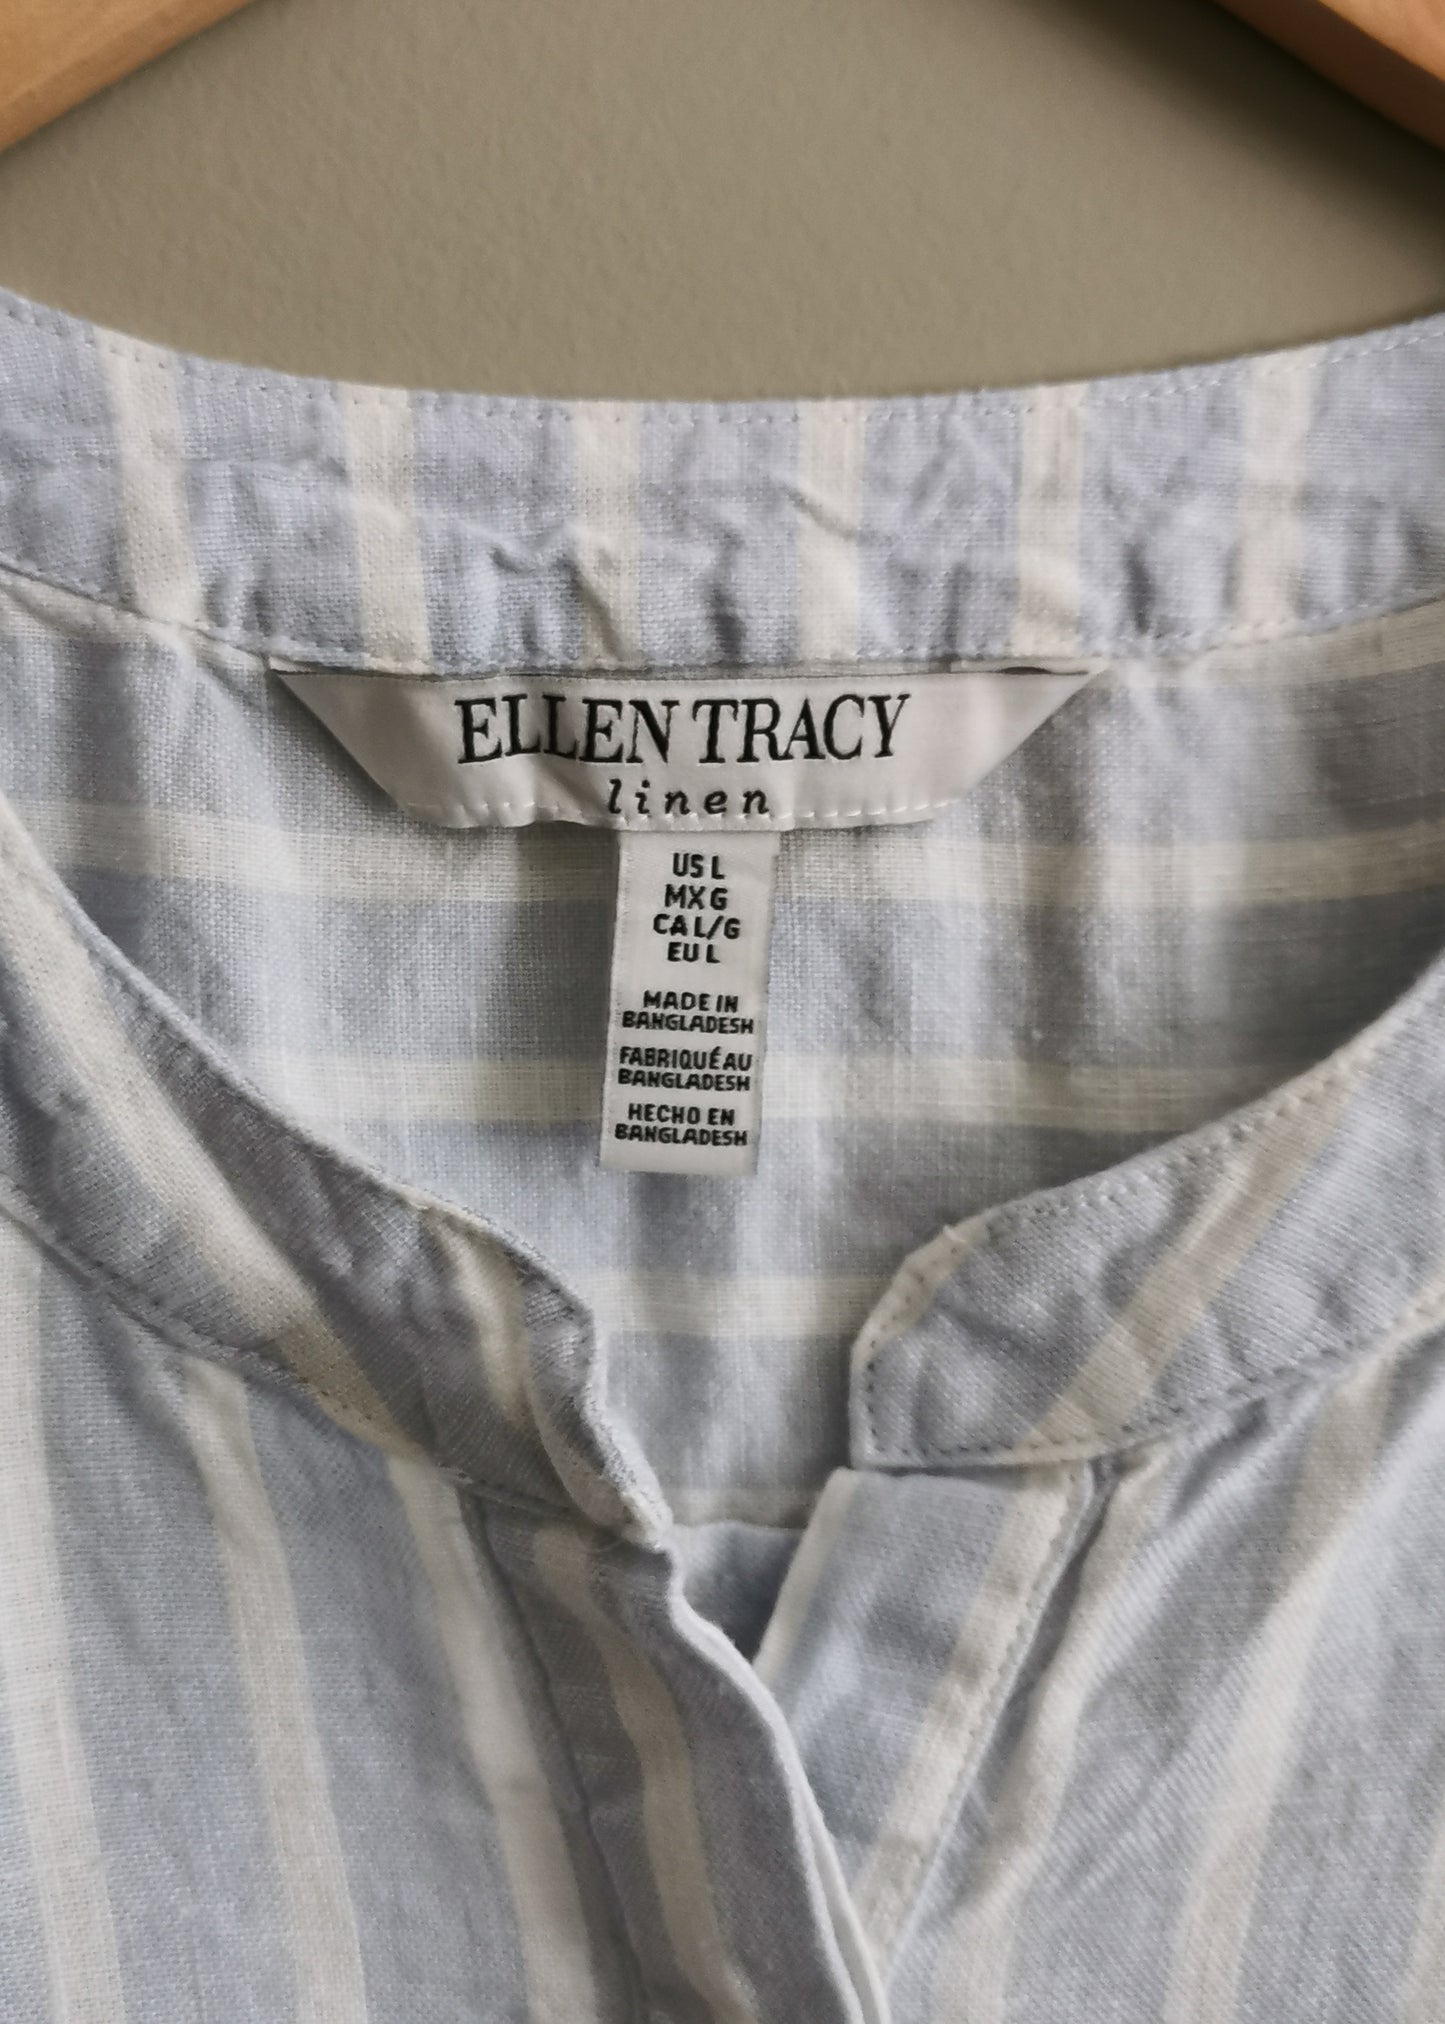 ELLEN TRACY
linen
US L
MX G
CA L/G
EU L
MADE IN
BANGLADESH
FABRIQUÉ AU
BANGLADESH
HECHO EN
BANGLADESH